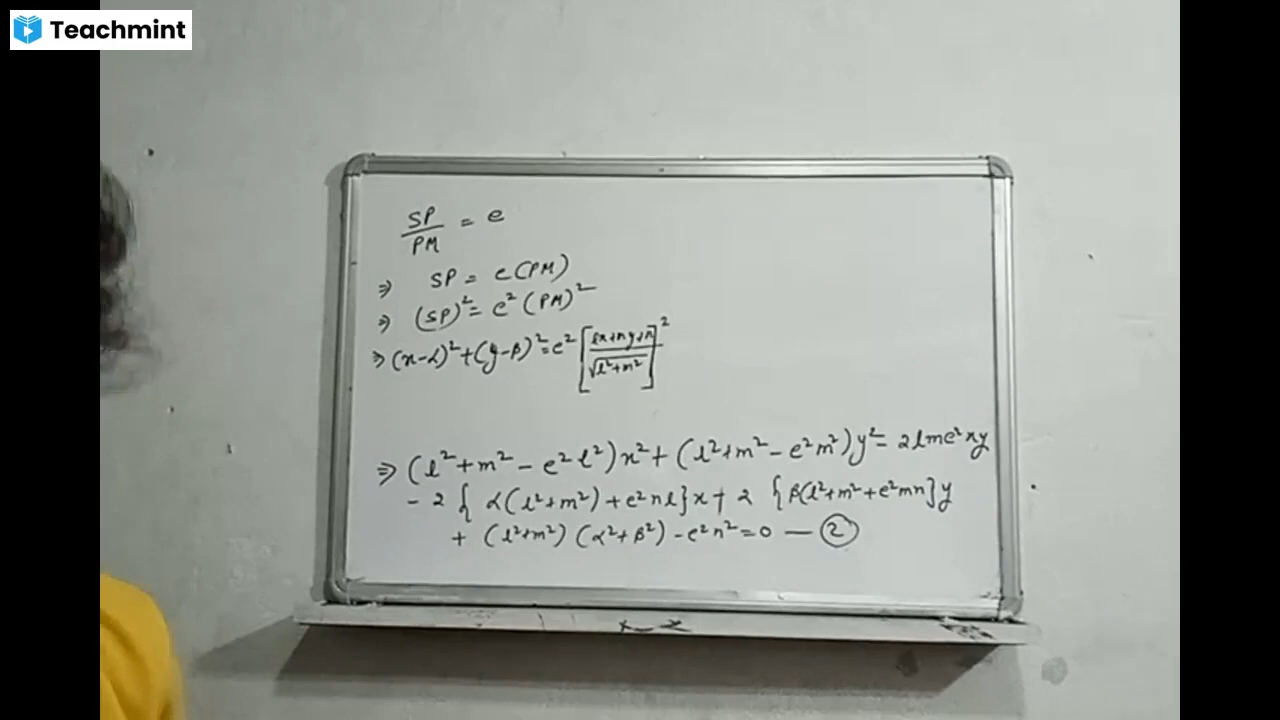 Teachmint
SP/PM = e
⇒ SP = e(PM)
⇒ (SP)² = e² (PM)²
⇒ (x-α)² + (y-β)² = e² [lx+my+n/√l²+m²]²
⇒ (l²+m² - e²l²)x² + (l²+m² - e²m²)y² = 2lme²xy
- 2 { α(l²+m²) + e²nl}x + 2 {β(l²+m²+e²mn}y
+ (l²+m²) (α²+β²) - e²n² = 0 — ②